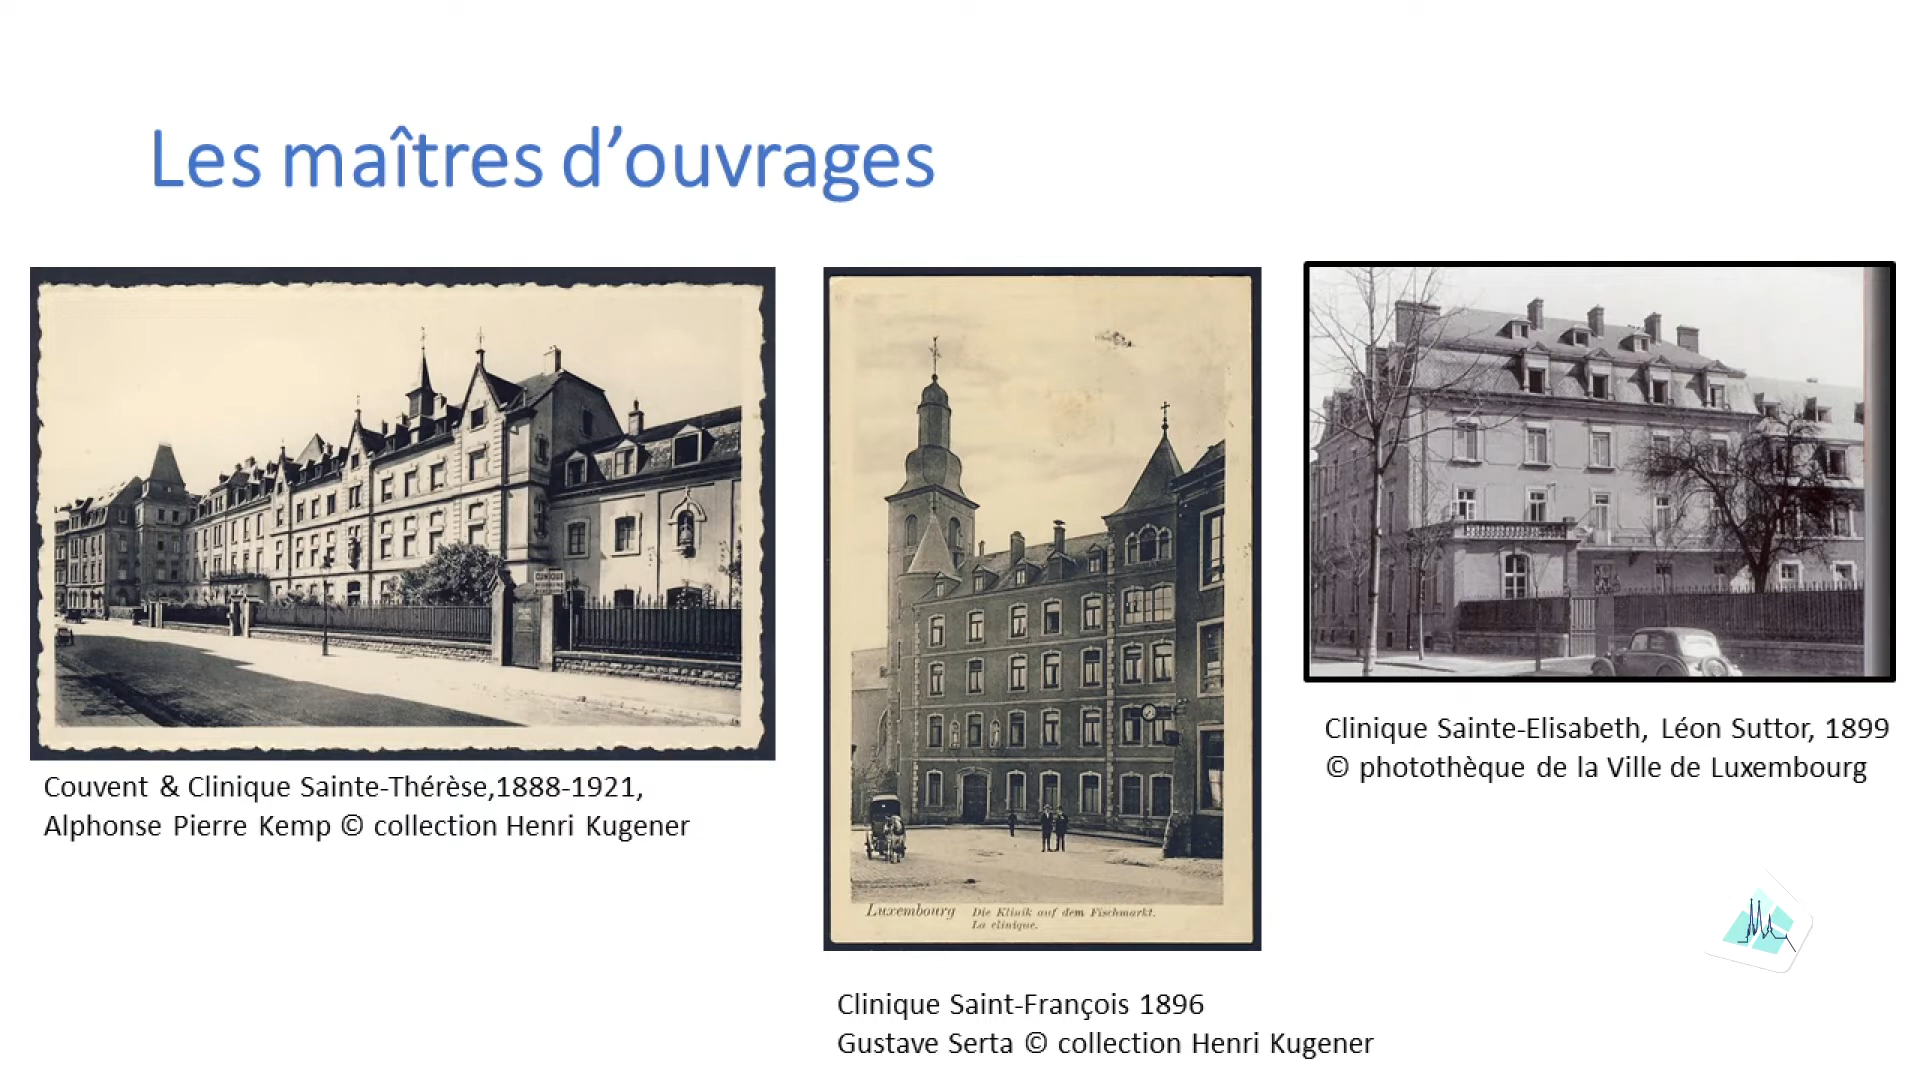 Les maîtres d’ouvrages
CLINIQUE
Couvent & Clinique Sainte-Thérèse,1888-1921,
Alphonse Pierre Kemp © collection Henri Kugener
Luxembourg Die Klinik auf dem Fischmarkt.
La clinique.
Clinique Saint-François 1896
Gustave Serta © collection Henri Kugener
Clinique Sainte-Elisabeth, Léon Suttor, 1899
© photothèque de la Ville de Luxembourg